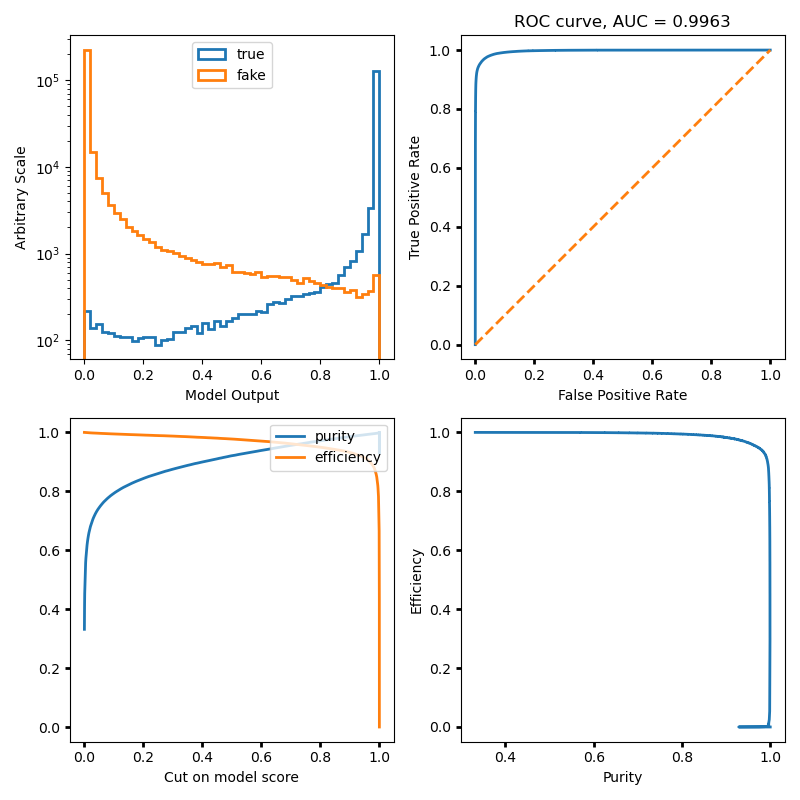 true
fake
10^5
10^4
10^3
10^2
Arbitrary Scale
0.0 0.2 0.4 0.6 0.8 1.0
Model Output
ROC curve, AUC = 0.9963
1.0
0.8
0.6
0.4
0.2
0.0
True Positive Rate
0.0 0.2 0.4 0.6 0.8 1.0
False Positive Rate
purity
efficiency
1.0
0.8
0.6
0.4
0.2
0.0
0.0 0.2 0.4 0.6 0.8 1.0
Cut on model score
1.0
0.8
0.6
0.4
0.2
0.0
Efficiency
0.4 0.6 0.8 1.0
Purity